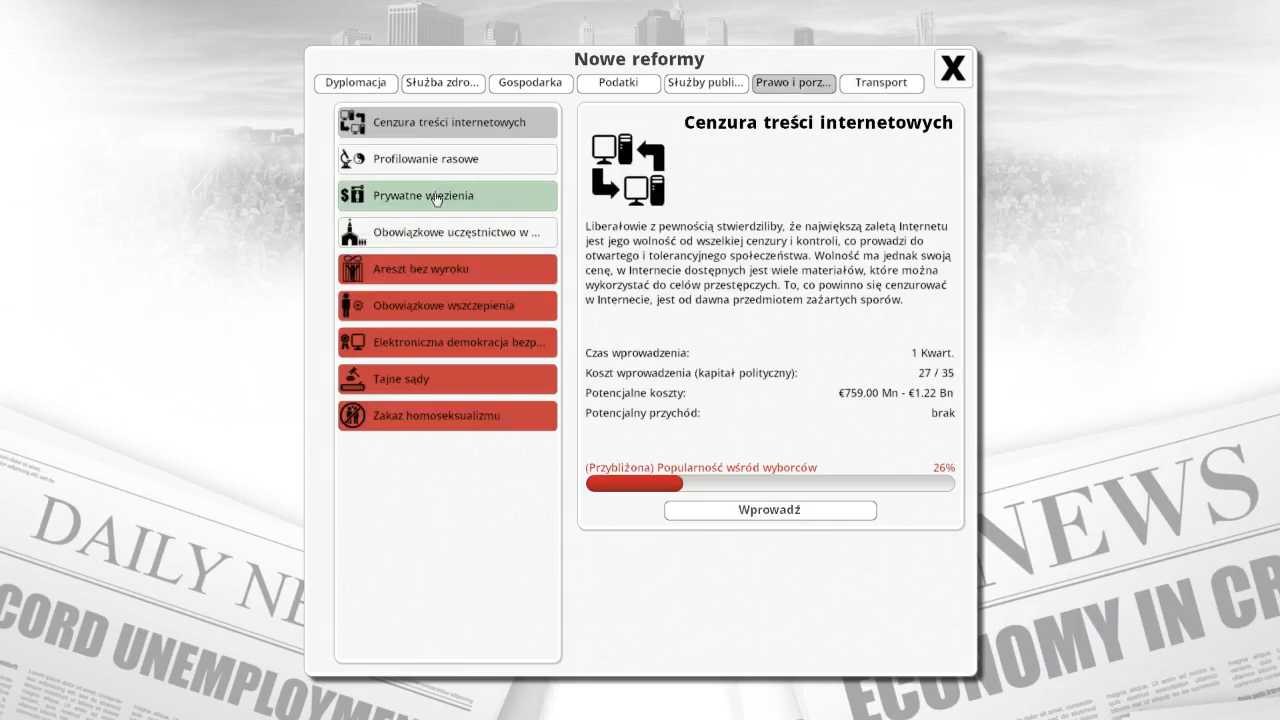 Nowe reformy
X
Dyplomacja
Służba zdro...
Gospodarka
Podatki
Służby publi...
Prawo i porz...
Transport
Cenzura treści internetowych
Profilowanie rasowe
Prywatne więzienia
Obowiązkowe uczęstnictwo w ...
Areszt bez wyroku
Obowiązkowe wszczepienia
Elektroniczna demokracja bezp...
Tajne sądy
Zakaz homoseksualizmu
Cenzura treści internetowych
Liberałowie z pewnością stwierdziliby, że największą zaletą Internetu
jest jego wolność od wszelkiej cenzury i kontroli, co prowadzi do
otwartego i tolerancyjnego społeczeństwa. Wolność ma jednak swoją
cenę, w Internecie dostępnych jest wiele materiałów, które można
wykorzystać do celów przestępczych. To, co powinno się cenzurować
w Internecie, jest od dawna przedmiotem zażartych sporów.
Czas wprowadzenia: 1 Kwart.
Koszt wprowadzenia (kapitał polityczny): 27 / 35
Potencjalne koszty: €759.00 Mn - €1.22 Bn
Potencjalny przychód: brak
(Przybliżona) Popularność wśród wyborców 26%
Wprowadź
DAILY NE
CORD UNEMPLOYM
NEWS
ECONOMY IN CR